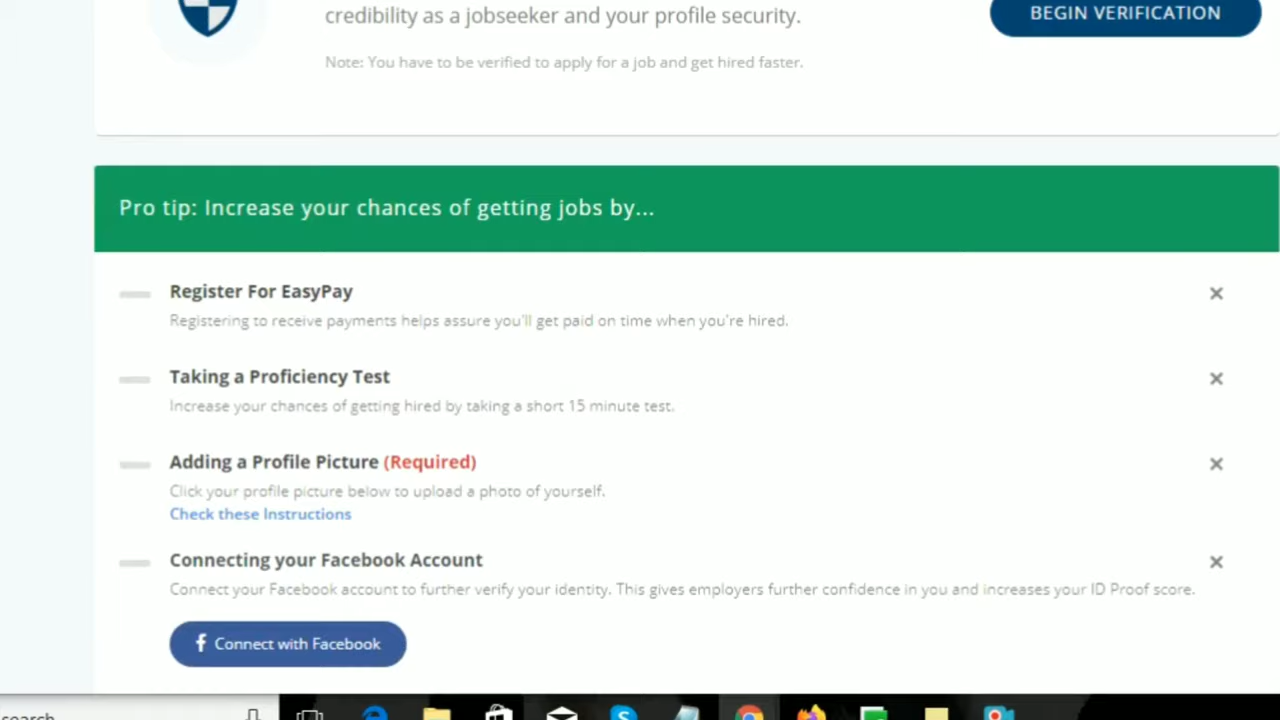 credibility as a jobseeker and your profile security.
BEGIN VERIFICATION
Note: You have to be verified to apply for a job and get hired faster.
Pro tip: Increase your chances of getting jobs by...
Register For EasyPay
Registering to receive payments helps assure you'll get paid on time when you're hired.
Taking a Proficiency Test
Increase your chances of getting hired by taking a short 15 minute test.
Adding a Profile Picture (Required)
Click your profile picture below to upload a photo of yourself.
Check these Instructions
Connecting your Facebook Account
Connect your Facebook account to further verify your identity. This gives employers further confidence in you and increases your ID Proof score.
f Connect with Facebook
search